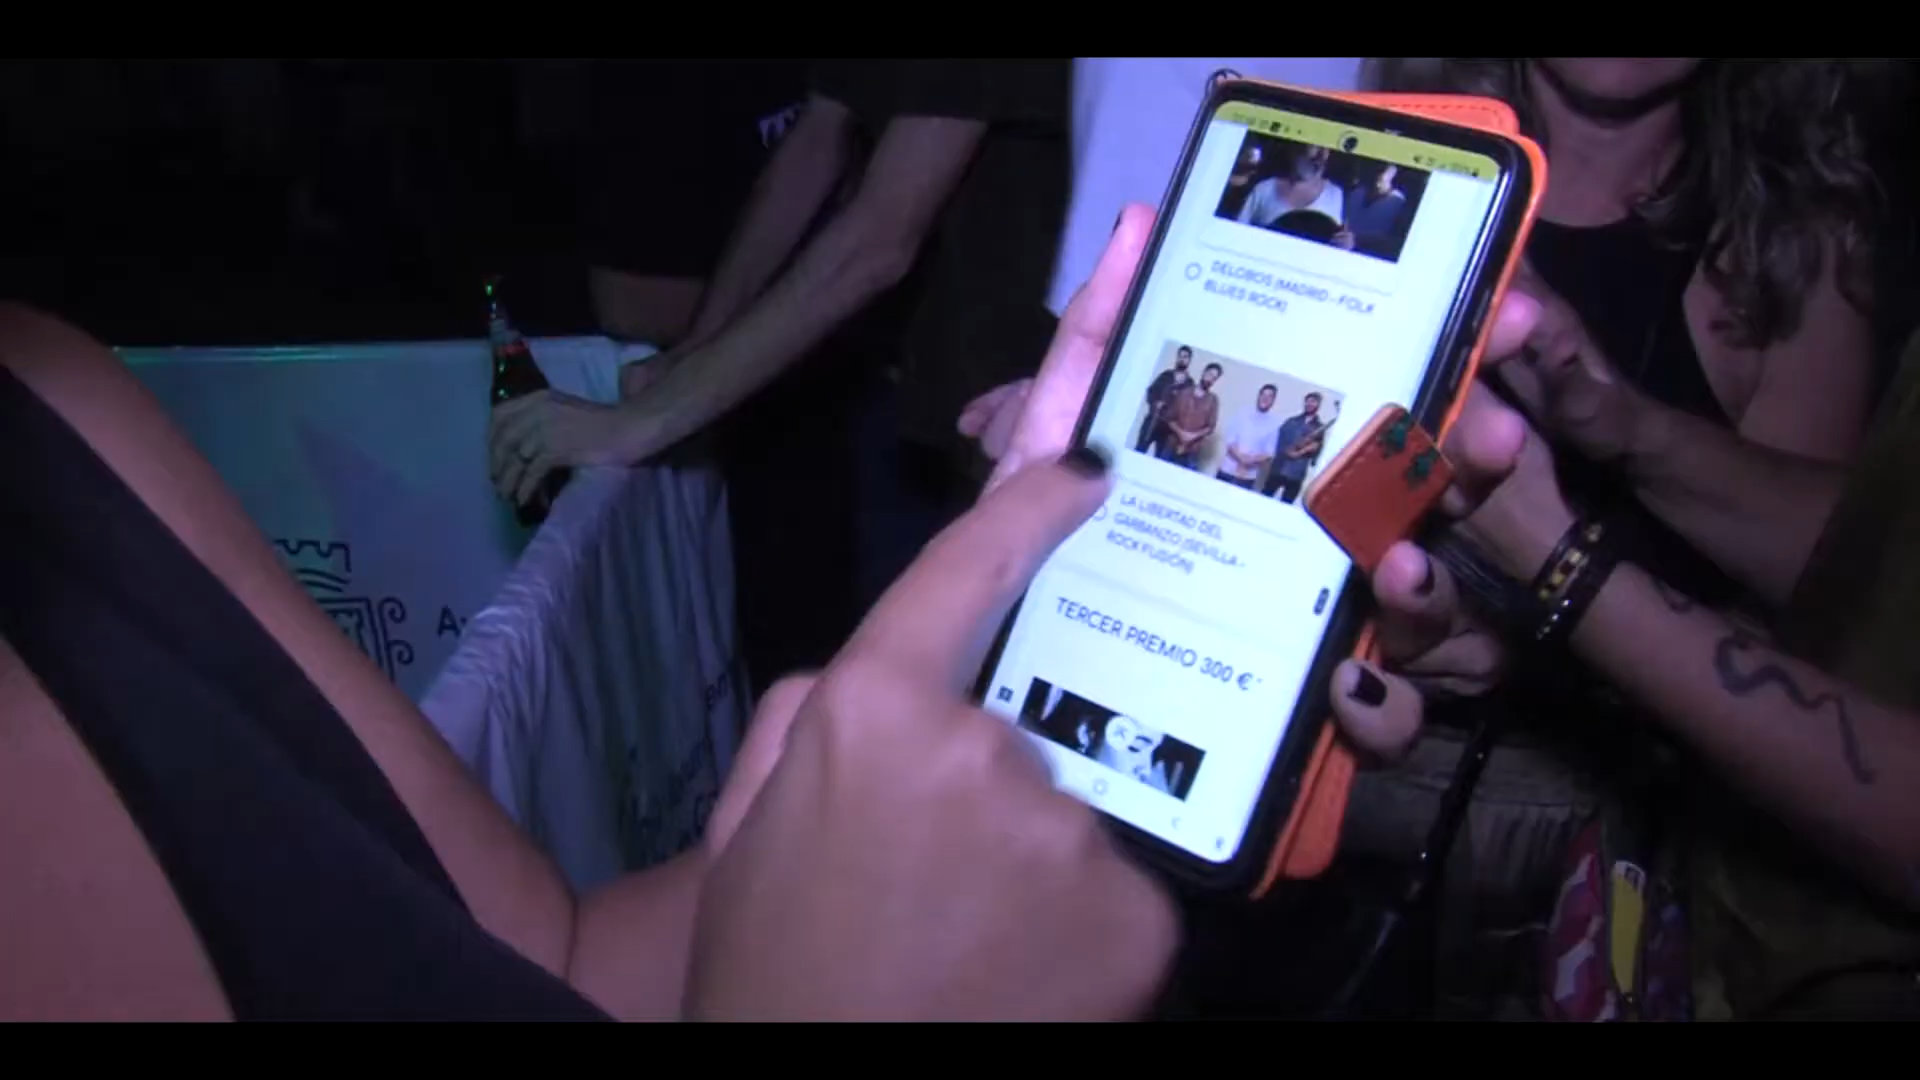 DELOBOS (MADRID - FOLK
BLUES ROCK)
LA LIBERTAD DEL
GARBANZO (SEVILLA -
ROCK FUSIÓN)
TERCER PREMIO 300 € *